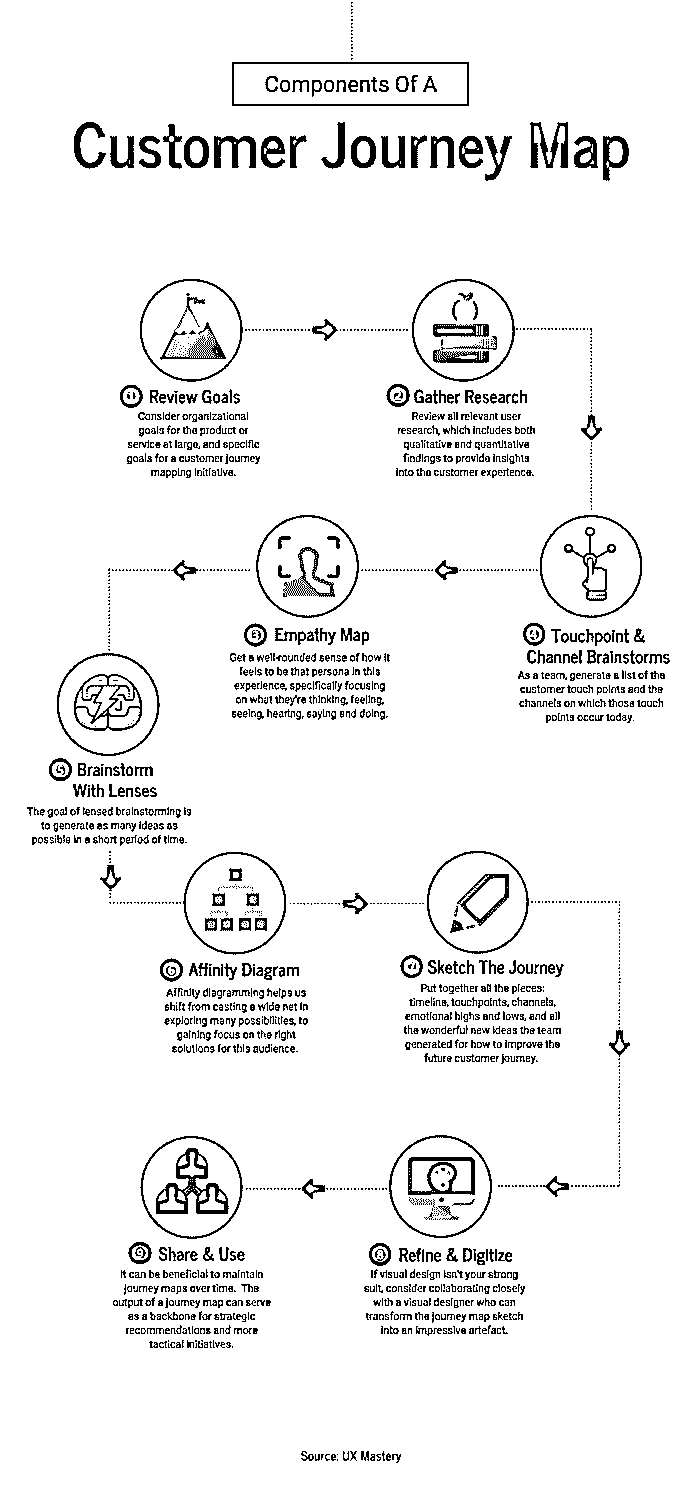 Components Of A
Customer Journey Map
1 Review Goals
Consider organizational
goals for the product or
service at large, and specific
goals for a customer journey
mapping initiative.
2 Gather Research
Review all relevant user
research, which includes both
qualitative and quantitative
findings to provide insights
into the customer experience.
Touchpoint &
Channel Brainstorms
As a team, generate a list of the
customer touch points and the
channels on which those touch
points occur today.
Empathy Map
Get a well-rounded sense of how it
feels to be that persona in this
experience, specifically focusing
on what they're thinking, feeling,
seeing, hearing, saying and doing.
5 Brainstorm
With Lenses
The goal of lensed brainstorming is
to generate as many ideas as
possible in a short period of time.
6 Affinity Diagram
Affinity diagramming helps us
shift from casting a wide net in
exploring many possibilities, to
gaining focus on the right
solutions for this audience.
7 Sketch The Journey
Put together all the pieces:
timeline, touchpoints, channels,
emotional highs and lows, and all
the wonderful new ideas the team
generated for how to improve the
future customer journey.
8 Refine & Digitize
If visual design isn't your strong
suit, consider collaborating closely
with a visual designer who can
transform the journey map sketch
into an impressive artefact.
9 Share & Use
It can be beneficial to maintain
journey maps over time. The
output of a journey map can serve
as a backbone for strategic
recommendations and more
tactical initiatives.
Source: UX Mastery